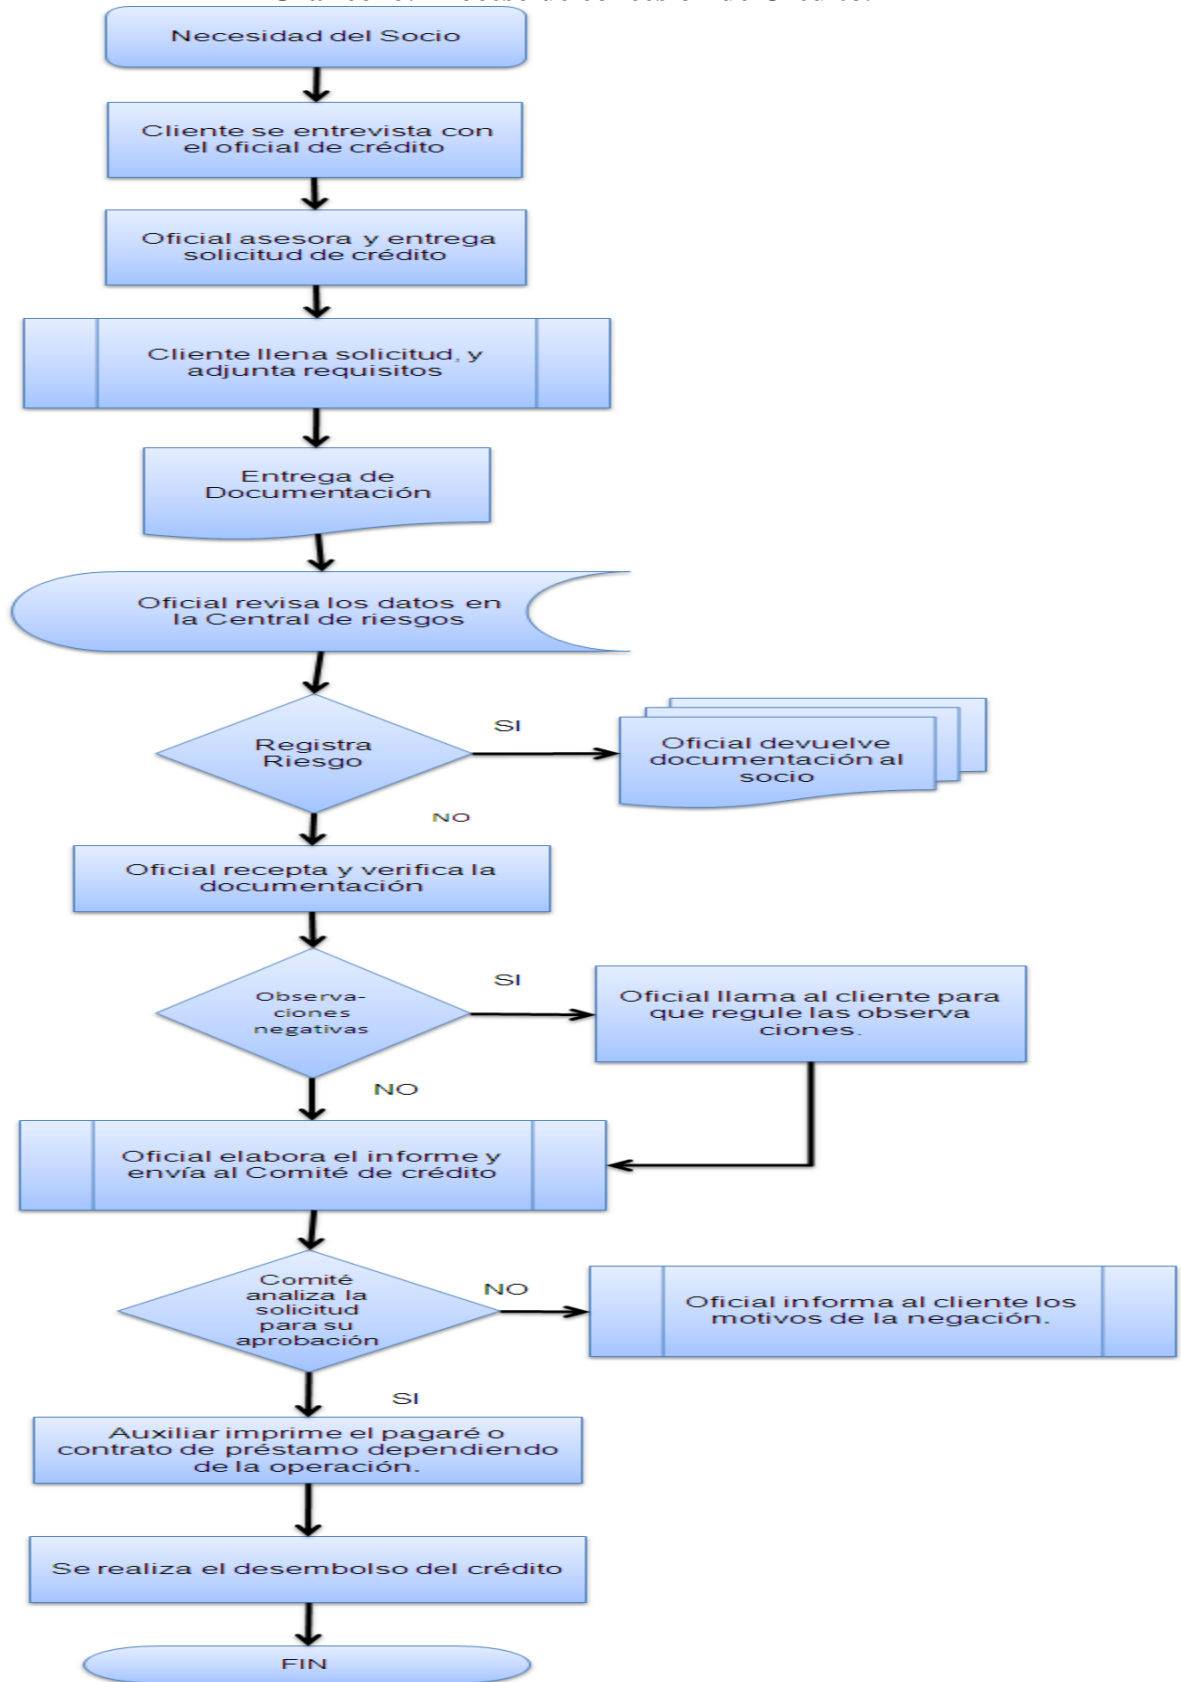 Necesidad del Socio
Cliente se entrevista con
el oficial de crédito
Oficial asesora y entrega
solicitud de crédito
Cliente llena solicitud, y
adjunta requisitos
Entrega de
Documentación
Oficial revisa los datos en
la Central de riesgos
Registra
Riesgo
SI
Oficial devuelve
documentación al
socio
NO
Oficial recepta y verifica la
documentación
Observa-
ciones
negativas
SI
Oficial llama al cliente para
que regule las observa
ciones.
NO
Oficial elabora el informe y
envía al Comité de crédito
Comité
analiza la
solicitud
para su
aprobación
NO
Oficial informa al cliente los
motivos de la negación.
SI
Auxiliar imprime el pagaré o
contrato de préstamo dependiendo
de la operación.
Se realiza el desembolso del crédito
FIN